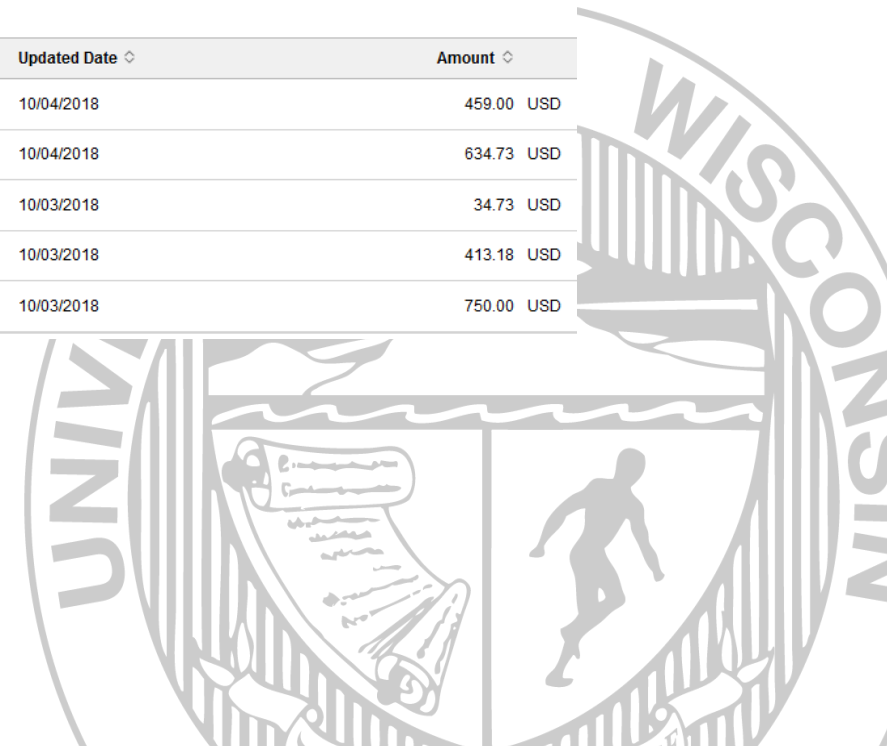 Updated Date Amount
10/04/2018 459.00 USD
10/04/2018 634.73 USD
10/03/2018 34.73 USD
10/03/2018 413.18 USD
10/03/2018 750.00 USD
WISCONSIN